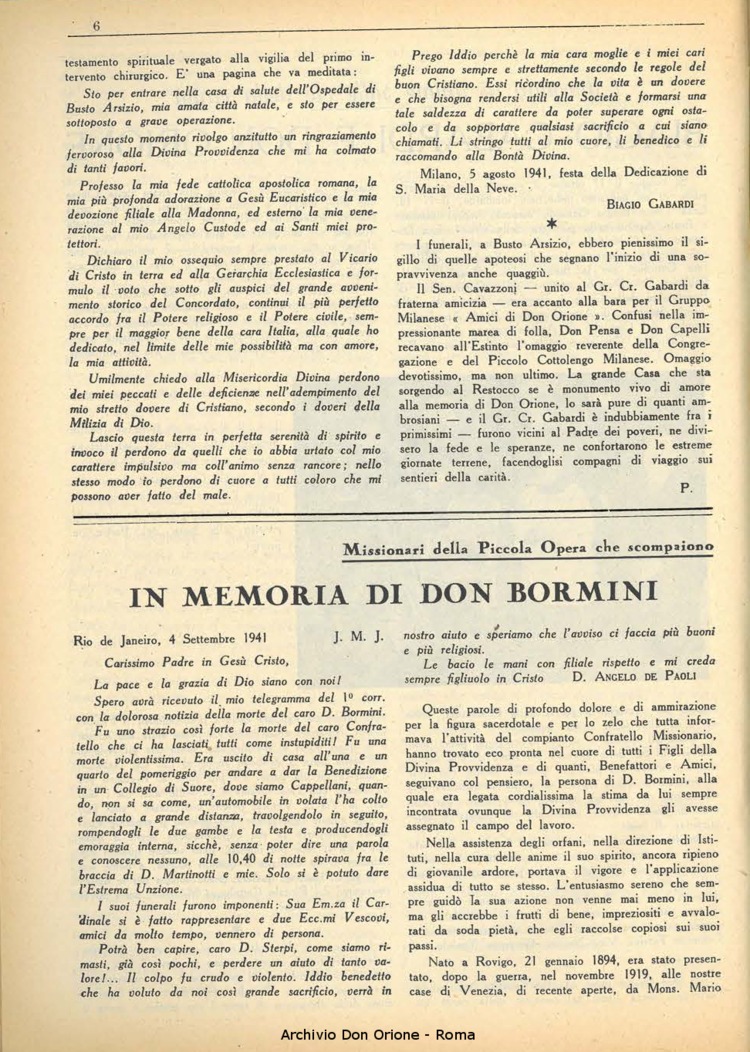 6
testamento spirituale vergato alla vigilia del primo in-
tervento chirurgico. E' una pagina che va meditata:
Sto per entrare nella casa di salute dell'Ospedale di
Busto Arsizio, mia amata città natale, e sto per essere
sottoposto a grave operazione.
In questo momento rivolgo anzitutto un ringraziamento
fervoroso alla Divina Provvidenza che mi ha colmato
di tanti favori.
Professo la mia fede cattolica apostolica romana, la
mia più profonda adorazione a Gesù Eucaristico e la mia
devozione filiale alla Madonna, ed esterno la mia vene-
razione al mio Angelo Custode ed ai Santi miei pro-
tettori.
Dichiaro il mio ossequio sempre prestato al Vicario
di Cristo in terra ed alla Gerarchia Ecclesiastica e for-
mulo il voto che sotto gli auspici del grande avveni-
mento storico del Concordato, continui il più perfetto
accordo fra il Potere religioso e il Potere civile, sem-
pre per il maggior bene della cara Italia, alla quale ho
dedicato, nel limite delle mie possibilità ma con amore,
la mia attività.
Umilmente chiedo alla Misericordia Divina perdono
dei miei peccati e delle deficienze nell'adempimento del
mio stretto dovere di Cristiano, secondo i doveri della
Milizia di Dio.
Lascio questa terra in perfetta serenità di spirito e
invoco il perdono da quelli che io abbia urtato col mio
carattere impulsivo ma coll'animo senza rancore; nello
stesso modo io perdono di cuore a tutti coloro che mi
possono aver fatto del male.
Prego Iddio perchè la mia cara moglie e i miei cari
figli vivano sempre e strettamente secondo le regole del
buon Cristiano. Essi ricordino che la vita è un dovere
e che bisogna rendersi utili alla Società e formarsi una
tale saldezza di carattere da poter superare ogni osta-
colo e da sopportare qualsiasi sacrificio a cui siano
chiamati. Li stringo tutti al mio cuore, li benedico e li
raccomando alla Bontà Divina.
Milano, 5 agosto 1941, festa della Dedicazione di
S. Maria della Neve.
BIAGIO GABARDI
*
I funerali, a Busto Arsizio, ebbero pienissimo il si-
gillo di quelle apoteosi che segnano l'inizio di una so-
pravvivenza anche quaggiù.
Il Sen. Cavazzoni — unito al Gr. Cr. Gabardi da
fraterna amicizia — era accanto alla bara per il Gruppo
Milanese « Amici di Don Orione ». Confusi nella im-
pressionante marea di folla, Don Pensa e Don Capelli
recavano all'Estinto l'omaggio reverente della Congre-
gazione e del Piccolo Cottolengo Milanese. Omaggio
devotissimo, ma non ultimo. La grande Casa che sta
sorgendo al Restocco se è monumento vivo di amore
alla memoria di Don Orione, lo sarà pure di quanti am-
brosiani — e il Gr. Cr. Gabardi è indubbiamente fra i
primissimi — furono vicini al Padre dei poveri, ne divi-
sero la fede e le speranze, ne confortarono le estreme
giornate terrene, facendoglisi compagni di viaggio sui
sentieri della carità.
P.
Missionari della Piccola Opera che scompaiono
IN MEMORIA DI DON BORMINI
Rio de Janeiro, 4 Settembre 1941 J. M. J.
Carissimo Padre in Gesù Cristo,
La pace e la grazia di Dio siano con noi!
Spero avrà ricevuto il mio telegramma del 1º corr.
con la dolorosa notizia della morte del caro D. Bormini.
Fu uno strazio così forte la morte del caro Confra-
tello che ci ha lasciati tutti come instupiditi! Fu una
morte violentissima. Era uscito di casa all'una e un
quarto del pomeriggio per andare a dar la Benedizione
in un Collegio di Suore, dove siamo Cappellani, quan-
do, non si sa come, un'automobile in volata l'ha colto
e lanciato a grande distanza, travolgendolo in seguito,
rompendogli le due gambe e la testa e producendogli
emoraggia interna, sicchè, senza poter dire una parola
e conoscere nessuno, alle 10,40 di notte spirava fra le
braccia di D. Martinotti e mie. Solo si è potuto dare
l'Estrema Unzione.
I suoi funerali furono imponenti: Sua Em.za il Car-
dinale si è fatto rappresentare e due Ecc.mi Vescovi,
amici da molto tempo, vennero di persona.
Potrà ben capire, caro D. Sterpi, come siamo ri-
masti, già così pochi, e perdere un aiuto di tanto va-
lore!... Il colpo fu crudo e violento. Iddio benedetto
che ha voluto da noi così grande sacrificio, verrà in
nostro aiuto e speriamo che l'avviso ci faccia più buoni
e più religiosi.
Le bacio le mani con filiale rispetto e mi creda
sempre figliuolo in Cristo D. ANGELO DE PAOLI
Queste parole di profondo dolore e di ammirazione
per la figura sacerdotale e per lo zelo che tutta infor-
mava l'attività del compianto Confratello Missionario,
hanno trovato eco pronta nel cuore di tutti i Figli della
Divina Provvidenza e di quanti, Benefattori e Amici,
seguivano col pensiero, la persona di D. Bormini, alla
quale era legata cordialissima la stima da lui sempre
incontrata ovunque la Divina Provvidenza gli avesse
assegnato il campo del lavoro.
Nella assistenza degli orfani, nella direzione di Isti-
tuti, nella cura delle anime il suo spirito, ancora ripieno
di giovanile ardore, portava il vigore e l'applicazione
assidua di tutto se stesso. L'entusiasmo sereno che sem-
pre guidò la sua azione non venne mai meno in lui,
ma gli accrebbe i frutti di bene, impreziositi e avvalo-
rati da soda pietà, che egli raccolse copiosi sui suoi
passi.
Nato a Rovigo, 21 gennaio 1894, era stato presen-
tato, dopo la guerra, nel novembre 1919, alle nostre
case di Venezia, di recente aperte, da Mons. Mario
Archivio Don Orione - Roma